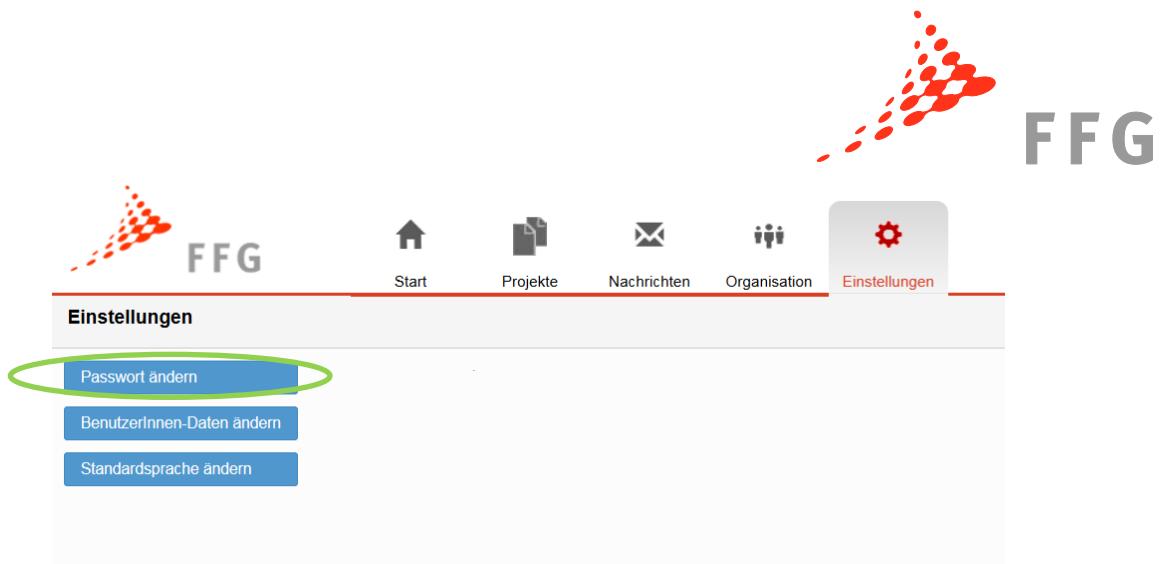 FFG
FFG
Start Projekte Nachrichten Organisation Einstellungen
Einstellungen
Passwort ändern
BenutzerInnen-Daten ändern
Standardsprache ändern